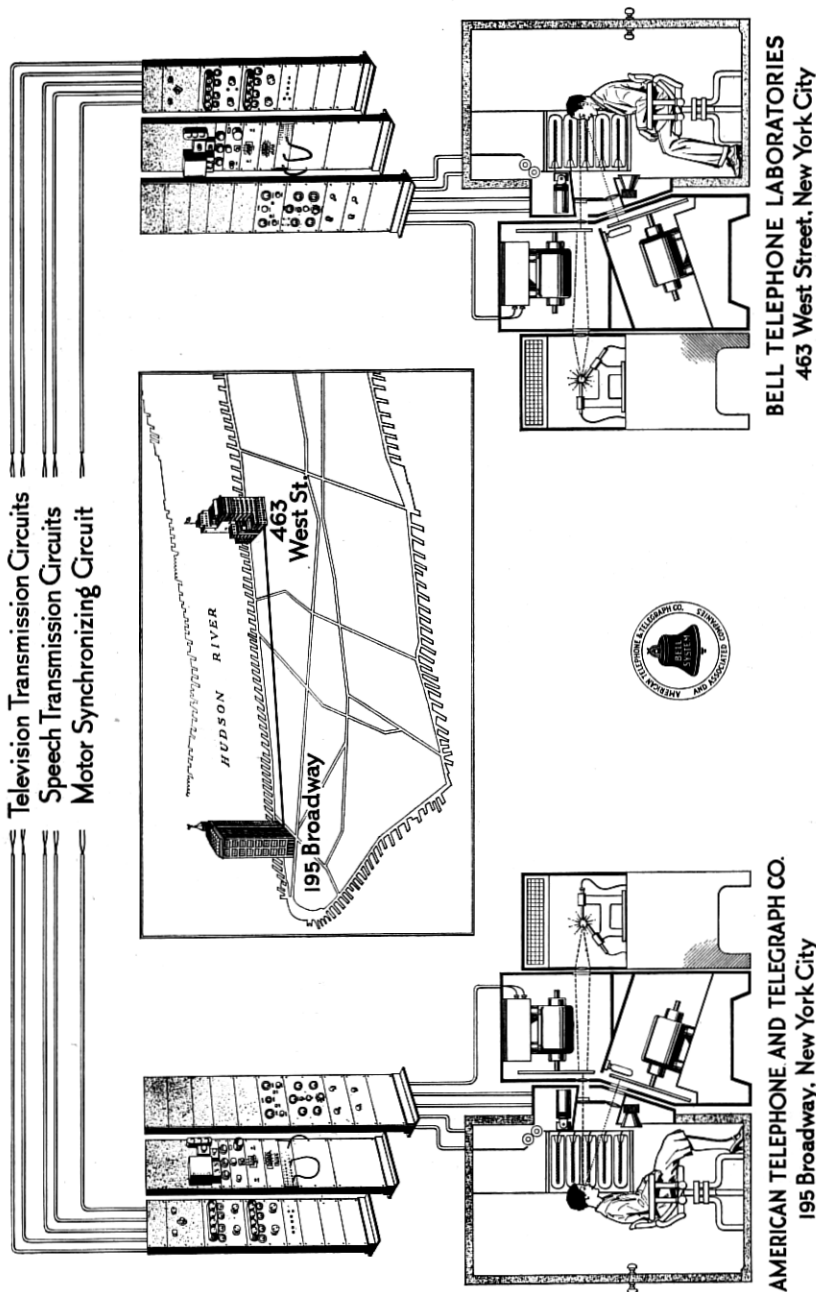 Television Transmission Circuits
Speech Transmission Circuits
Motor Synchronizing Circuit
HUDSON RIVER
195 Broadway
463
West St.
AMERICAN TELEPHONE & TELEGRAPH CO.
BELL
SYSTEM
AND ASSOCIATED COMPANIES
AMERICAN TELEPHONE AND TELEGRAPH CO.
195 Broadway, New York City
BELL TELEPHONE LABORATORIES
463 West Street, New York City